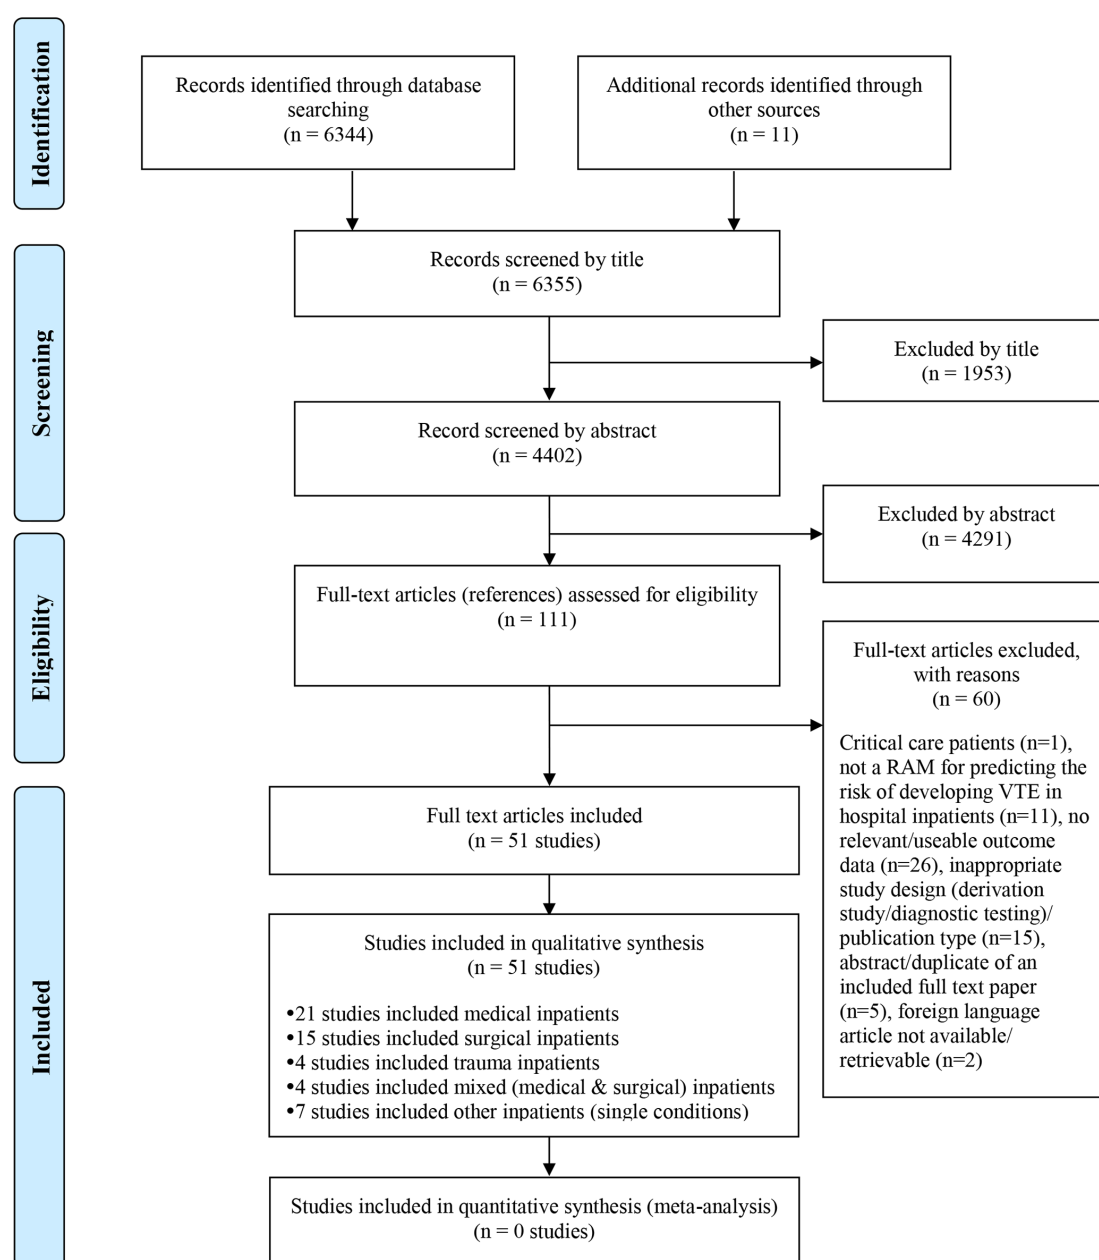 Identification
Records identified through database
searching
(n = 6344)
Additional records identified through
other sources
(n = 11)
Records screened by title
(n = 6355)
Screening
Excluded by title
(n = 1953)
Record screened by abstract
(n = 4402)
Excluded by abstract
(n = 4291)
Eligibility
Full-text articles (references) assessed for eligibility
(n = 111)
Full-text articles excluded,
with reasons
(n = 60)
Critical care patients (n=1),
not a RAM for predicting the
risk of developing VTE in
hospital inpatients (n=11), no
relevant/useable outcome
data (n=26), inappropriate
study design (derivation
study/diagnostic testing)/
publication type (n=15),
abstract/duplicate of an
included full text paper
(n=5), foreign language
article not available/
retrievable (n=2)
Included
Full text articles included
(n = 51 studies)
Studies included in qualitative synthesis
(n = 51 studies)
•21 studies included medical inpatients
•15 studies included surgical inpatients
•4 studies included trauma inpatients
•4 studies included mixed (medical & surgical) inpatients
•7 studies included other inpatients (single conditions)
Studies included in quantitative synthesis (meta-analysis)
(n = 0 studies)